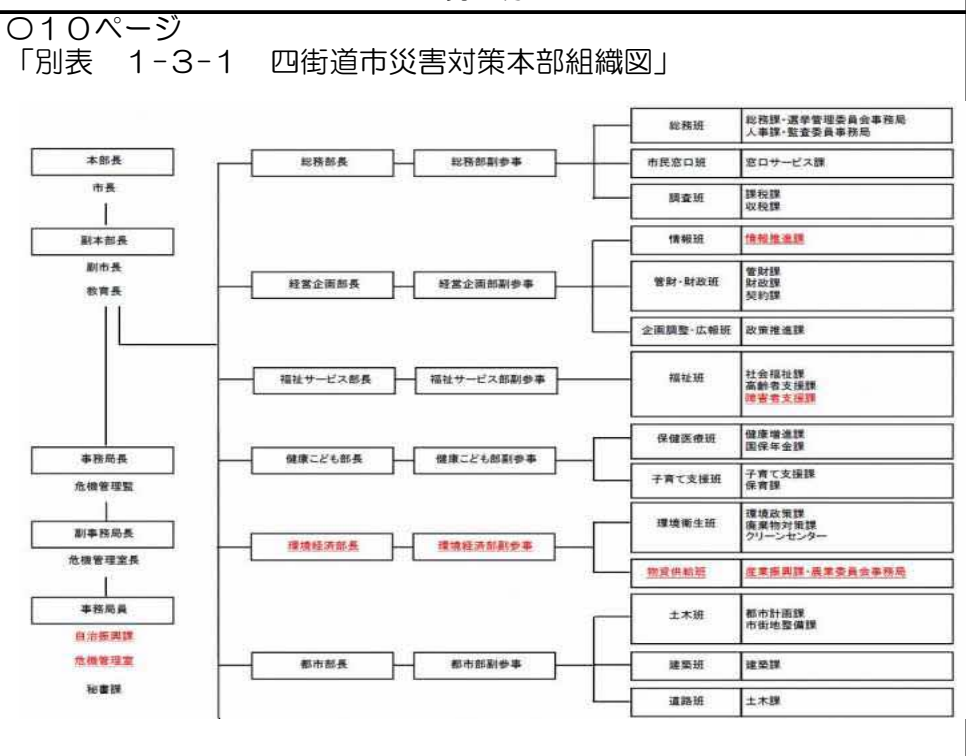 〇10ページ
「別表　1-3-1　四街道市災害対策本部組織図」
本部長
市長
副本部長
副市長
教育長
事務局長
危機管理監
副事務局長
危機管理室長
事務局員
自治振興課
危機管理室
秘書課
総務部長
総務部副参事
総務班
総務課・選挙管理委員会事務局
人事課・監査委員事務局
市民窓口班
窓口サービス課
調査班
課税課
収税課
経営企画部長
経営企画部副参事
情報班
情報推進課
管財・財政班
管財課
財政課
契約課
企画調整・広報班
政策推進課
福祉サービス部長
福祉サービス部副参事
福祉班
社会福祉課
高齢者支援課
障害者支援課
健康こども部長
健康こども部副参事
保健医療班
健康増進課
国保年金課
子育て支援班
子育て支援課
保育課
環境経済部長
環境経済部副参事
環境衛生班
環境政策課
廃棄物対策課
クリーンセンター
物資供給班
産業振興課・農業委員会事務局
都市部長
都市部副参事
土木班
都市計画課
市街地整備課
建築班
建築課
道路班
土木課